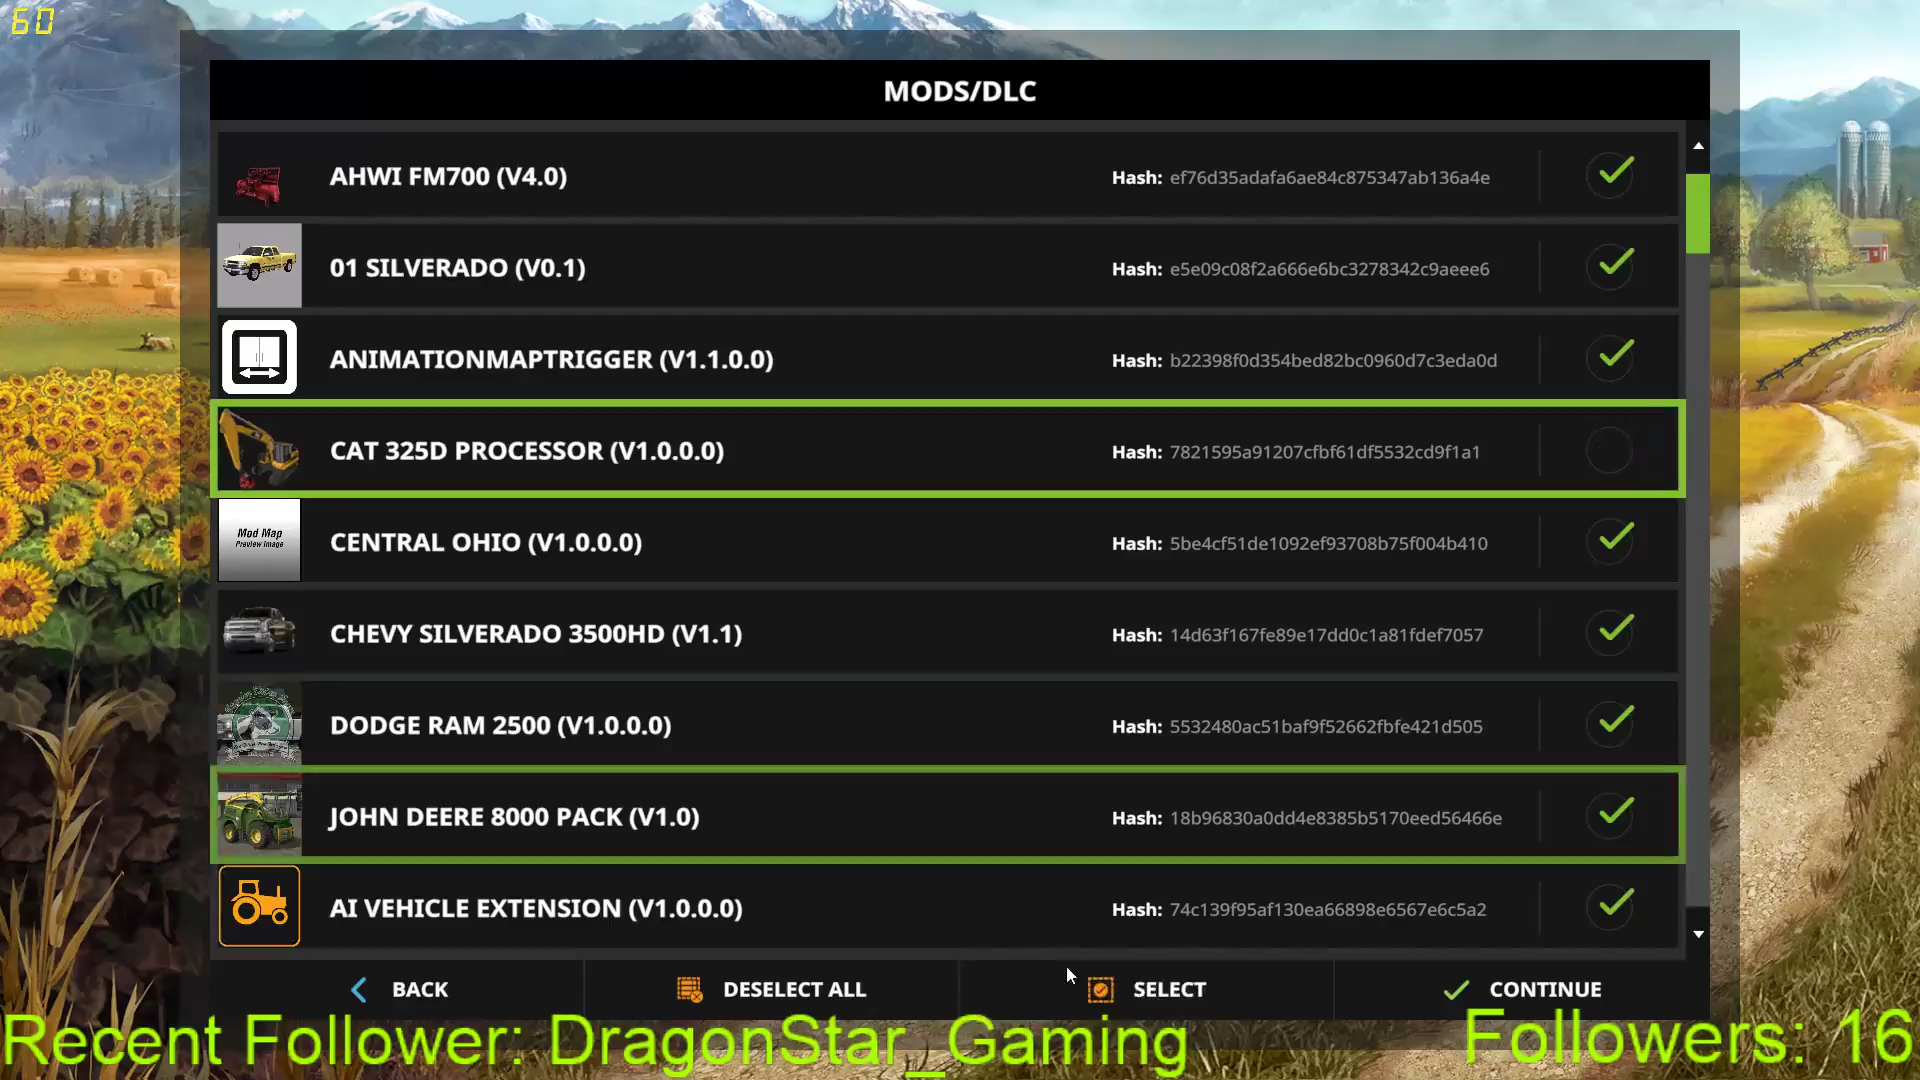 60
MODS/DLC
AHWI FM700 (V4.0) Hash: ef76d35adafa6ae84c875347ab136a4e
01 SILVERADO (V0.1) Hash: e5e09c08f2a666e6bc3278342c9aeee6
ANIMATIONMAPTRIGGER (V1.1.0.0) Hash: b22398f0d354bed82bc0960d7c3eda0d
CAT 325D PROCESSOR (V1.0.0.0) Hash: 7821595a91207cfbf61df5532cd9f1a1
Mod Map
Preview Image
CENTRAL OHIO (V1.0.0.0) Hash: 5be4cf51de1092ef93708b75f004b410
CHEVY SILVERADO 3500HD (V1.1) Hash: 14d63f167fe89e17dd0c1a81fdef7057
DODGE RAM 2500 (V1.0.0.0) Hash: 5532480ac51baf9f52662fbfe421d505
JOHN DEERE 8000 PACK (V1.0) Hash: 18b96830a0dd4e8385b5170eed56466e
AI VEHICLE EXTENSION (V1.0.0.0) Hash: 74c139f95af130ea66898e6567e6c5a2
BACK DESELECT ALL SELECT CONTINUE
Recent Follower: DragonStar_Gaming Followers: 16